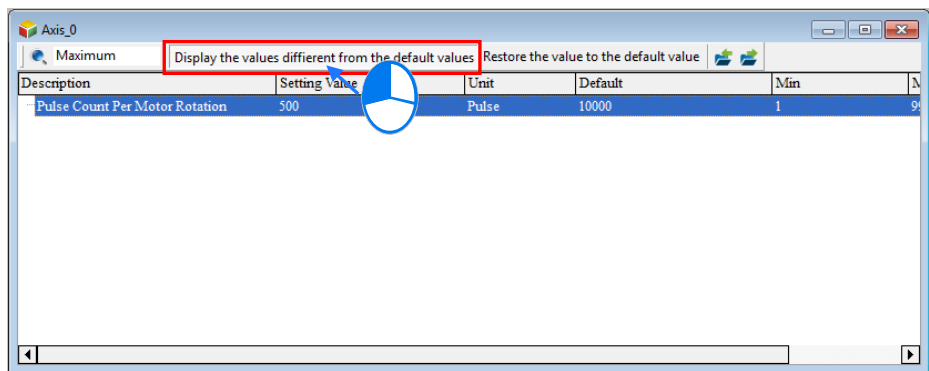 Axis_0
Maximum Display the values diffierent from the default values Restore the value to the default value
Description Setting Value Unit Default Min
Pulse Count Per Motor Rotation 500 Pulse 10000 1